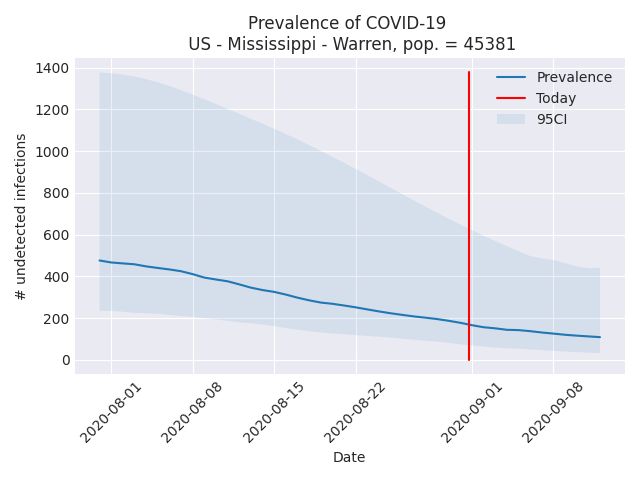 Prevalence of COVID-19
US - Mississippi - Warren, pop. = 45381
# undetected infections
1400
1200
1000
800
600
400
200
0
Prevalence
Today
95CI
2020-08-01
2020-08-08
2020-08-15
2020-08-22
2020-09-01
2020-09-08
Date